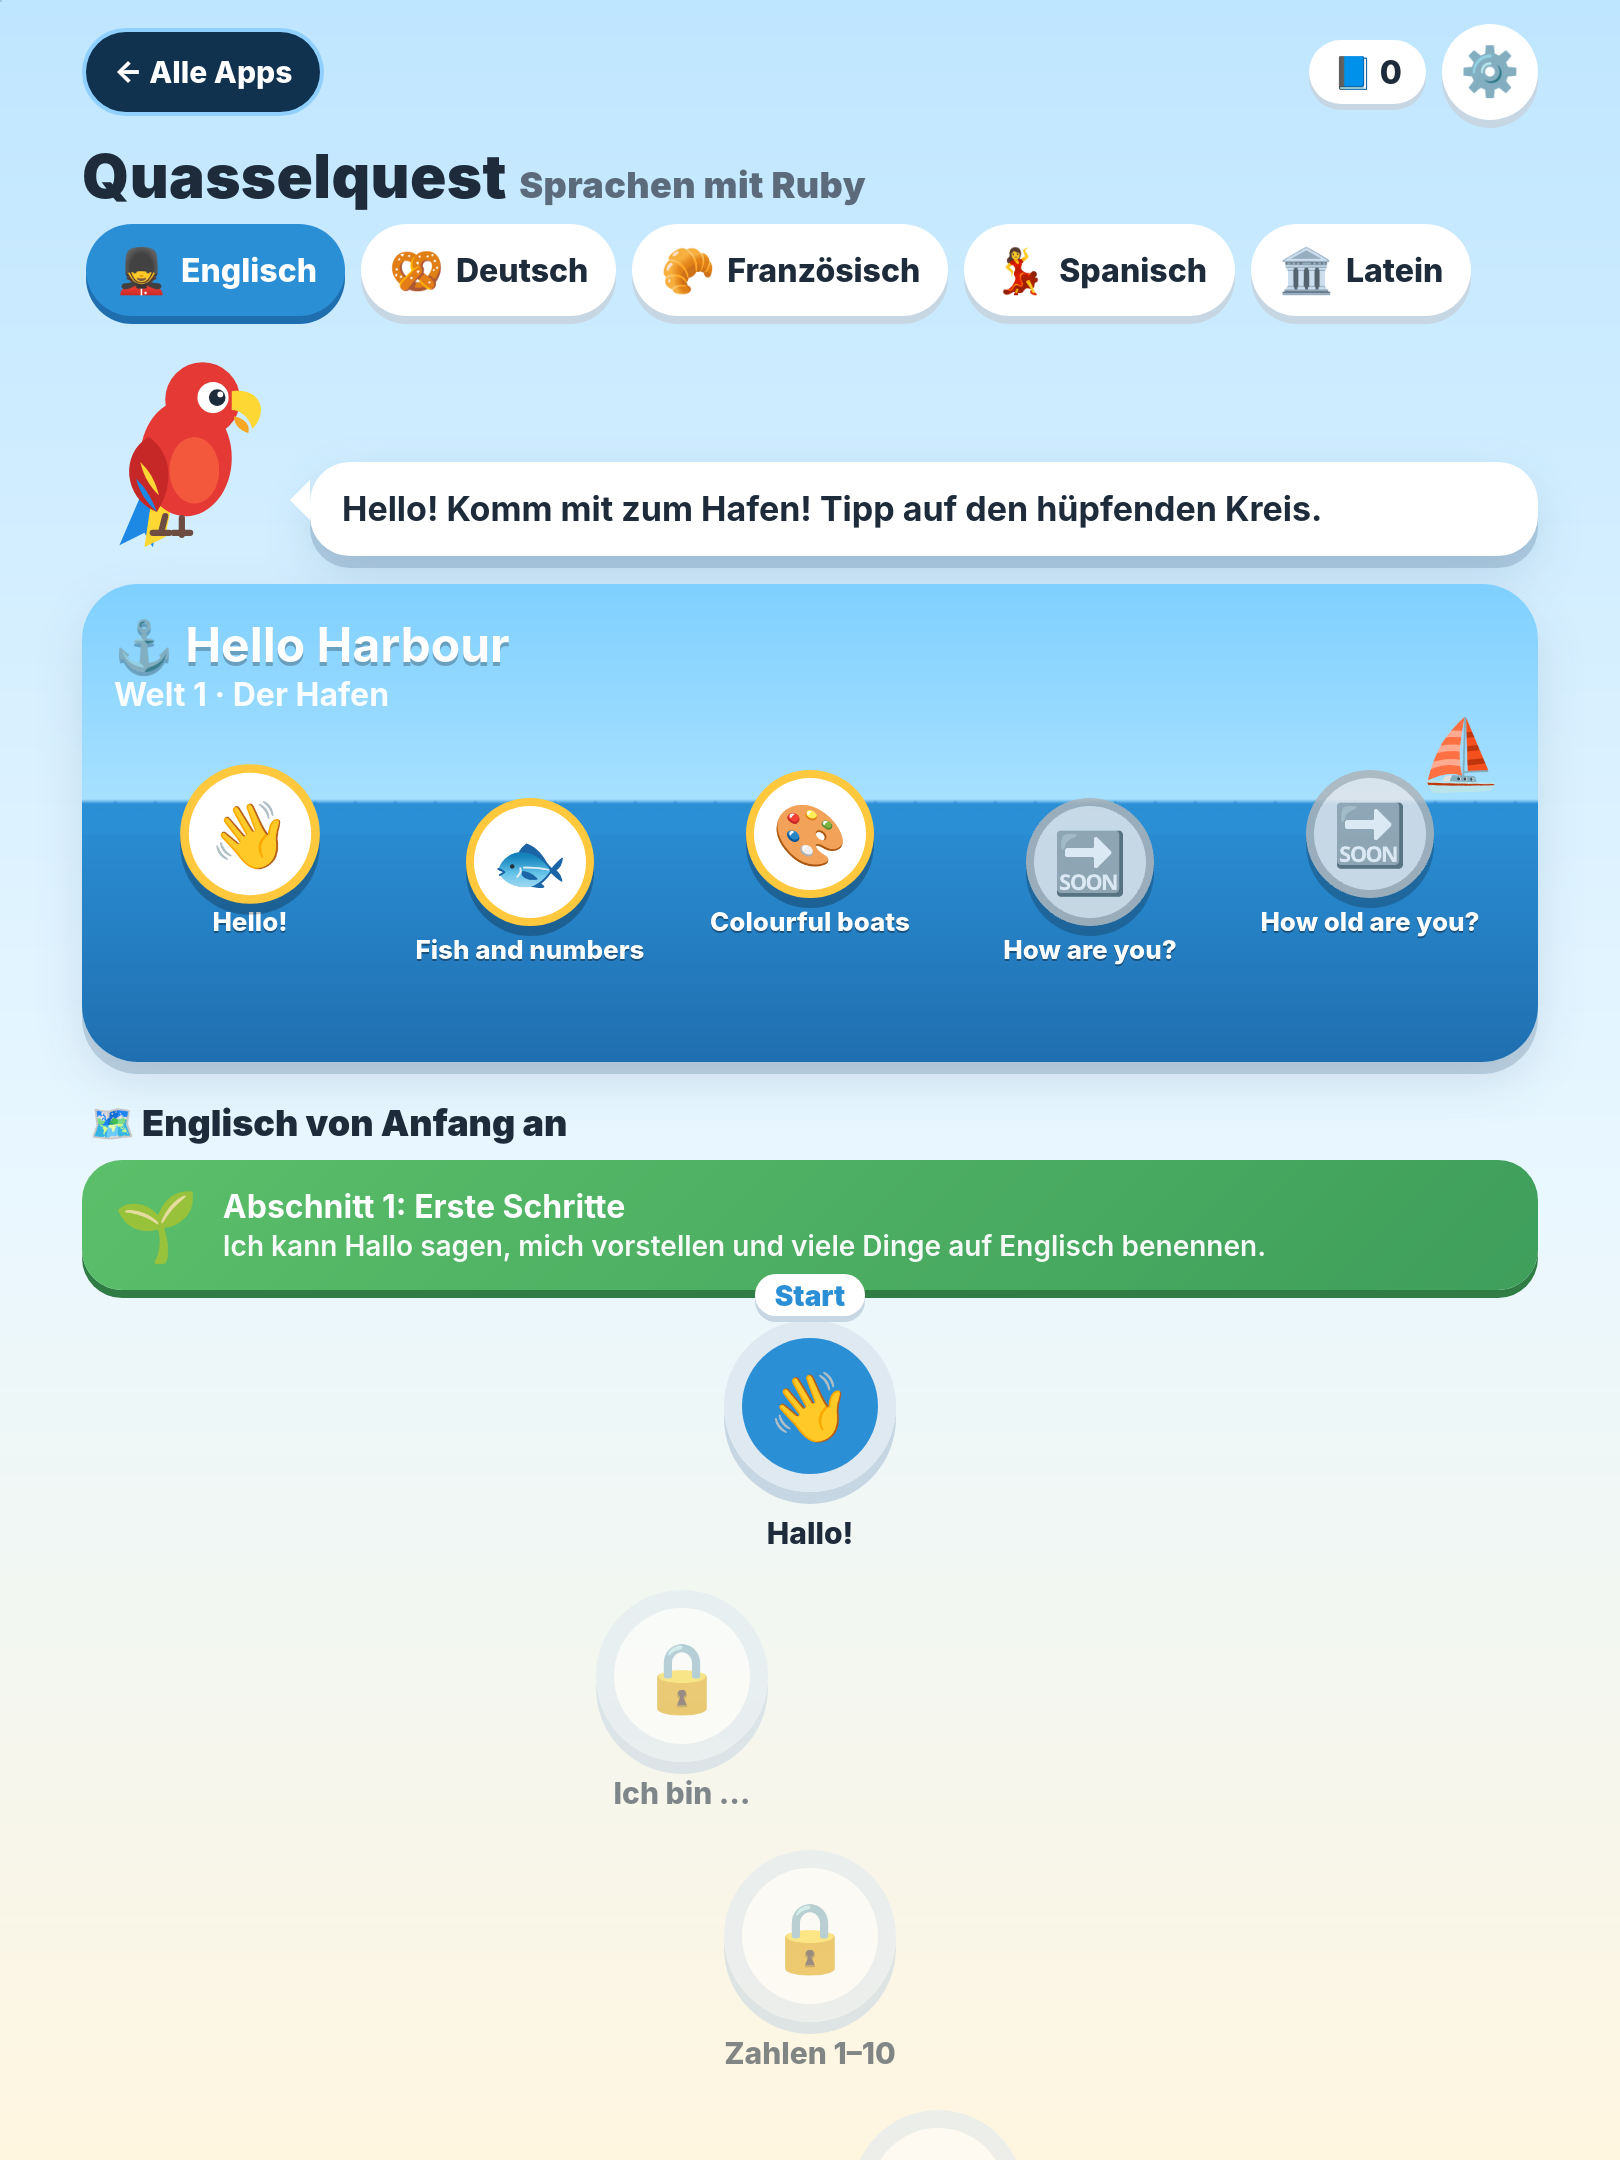 ← Alle Apps
📘 0
Quasselquest Sprachen mit Ruby
Englisch
Deutsch
Französisch
Spanisch
Latein
Hello! Komm mit zum Hafen! Tipp auf den hüpfenden Kreis.
Hello Harbour
Welt 1 · Der Hafen
Hello!
Fish and numbers
Colourful boats
SOON
How are you?
SOON
How old are you?
Englisch von Anfang an
Abschnitt 1: Erste Schritte
Ich kann Hallo sagen, mich vorstellen und viele Dinge auf Englisch benennen.
Start
Hallo!
Ich bin …
Zahlen 1–10